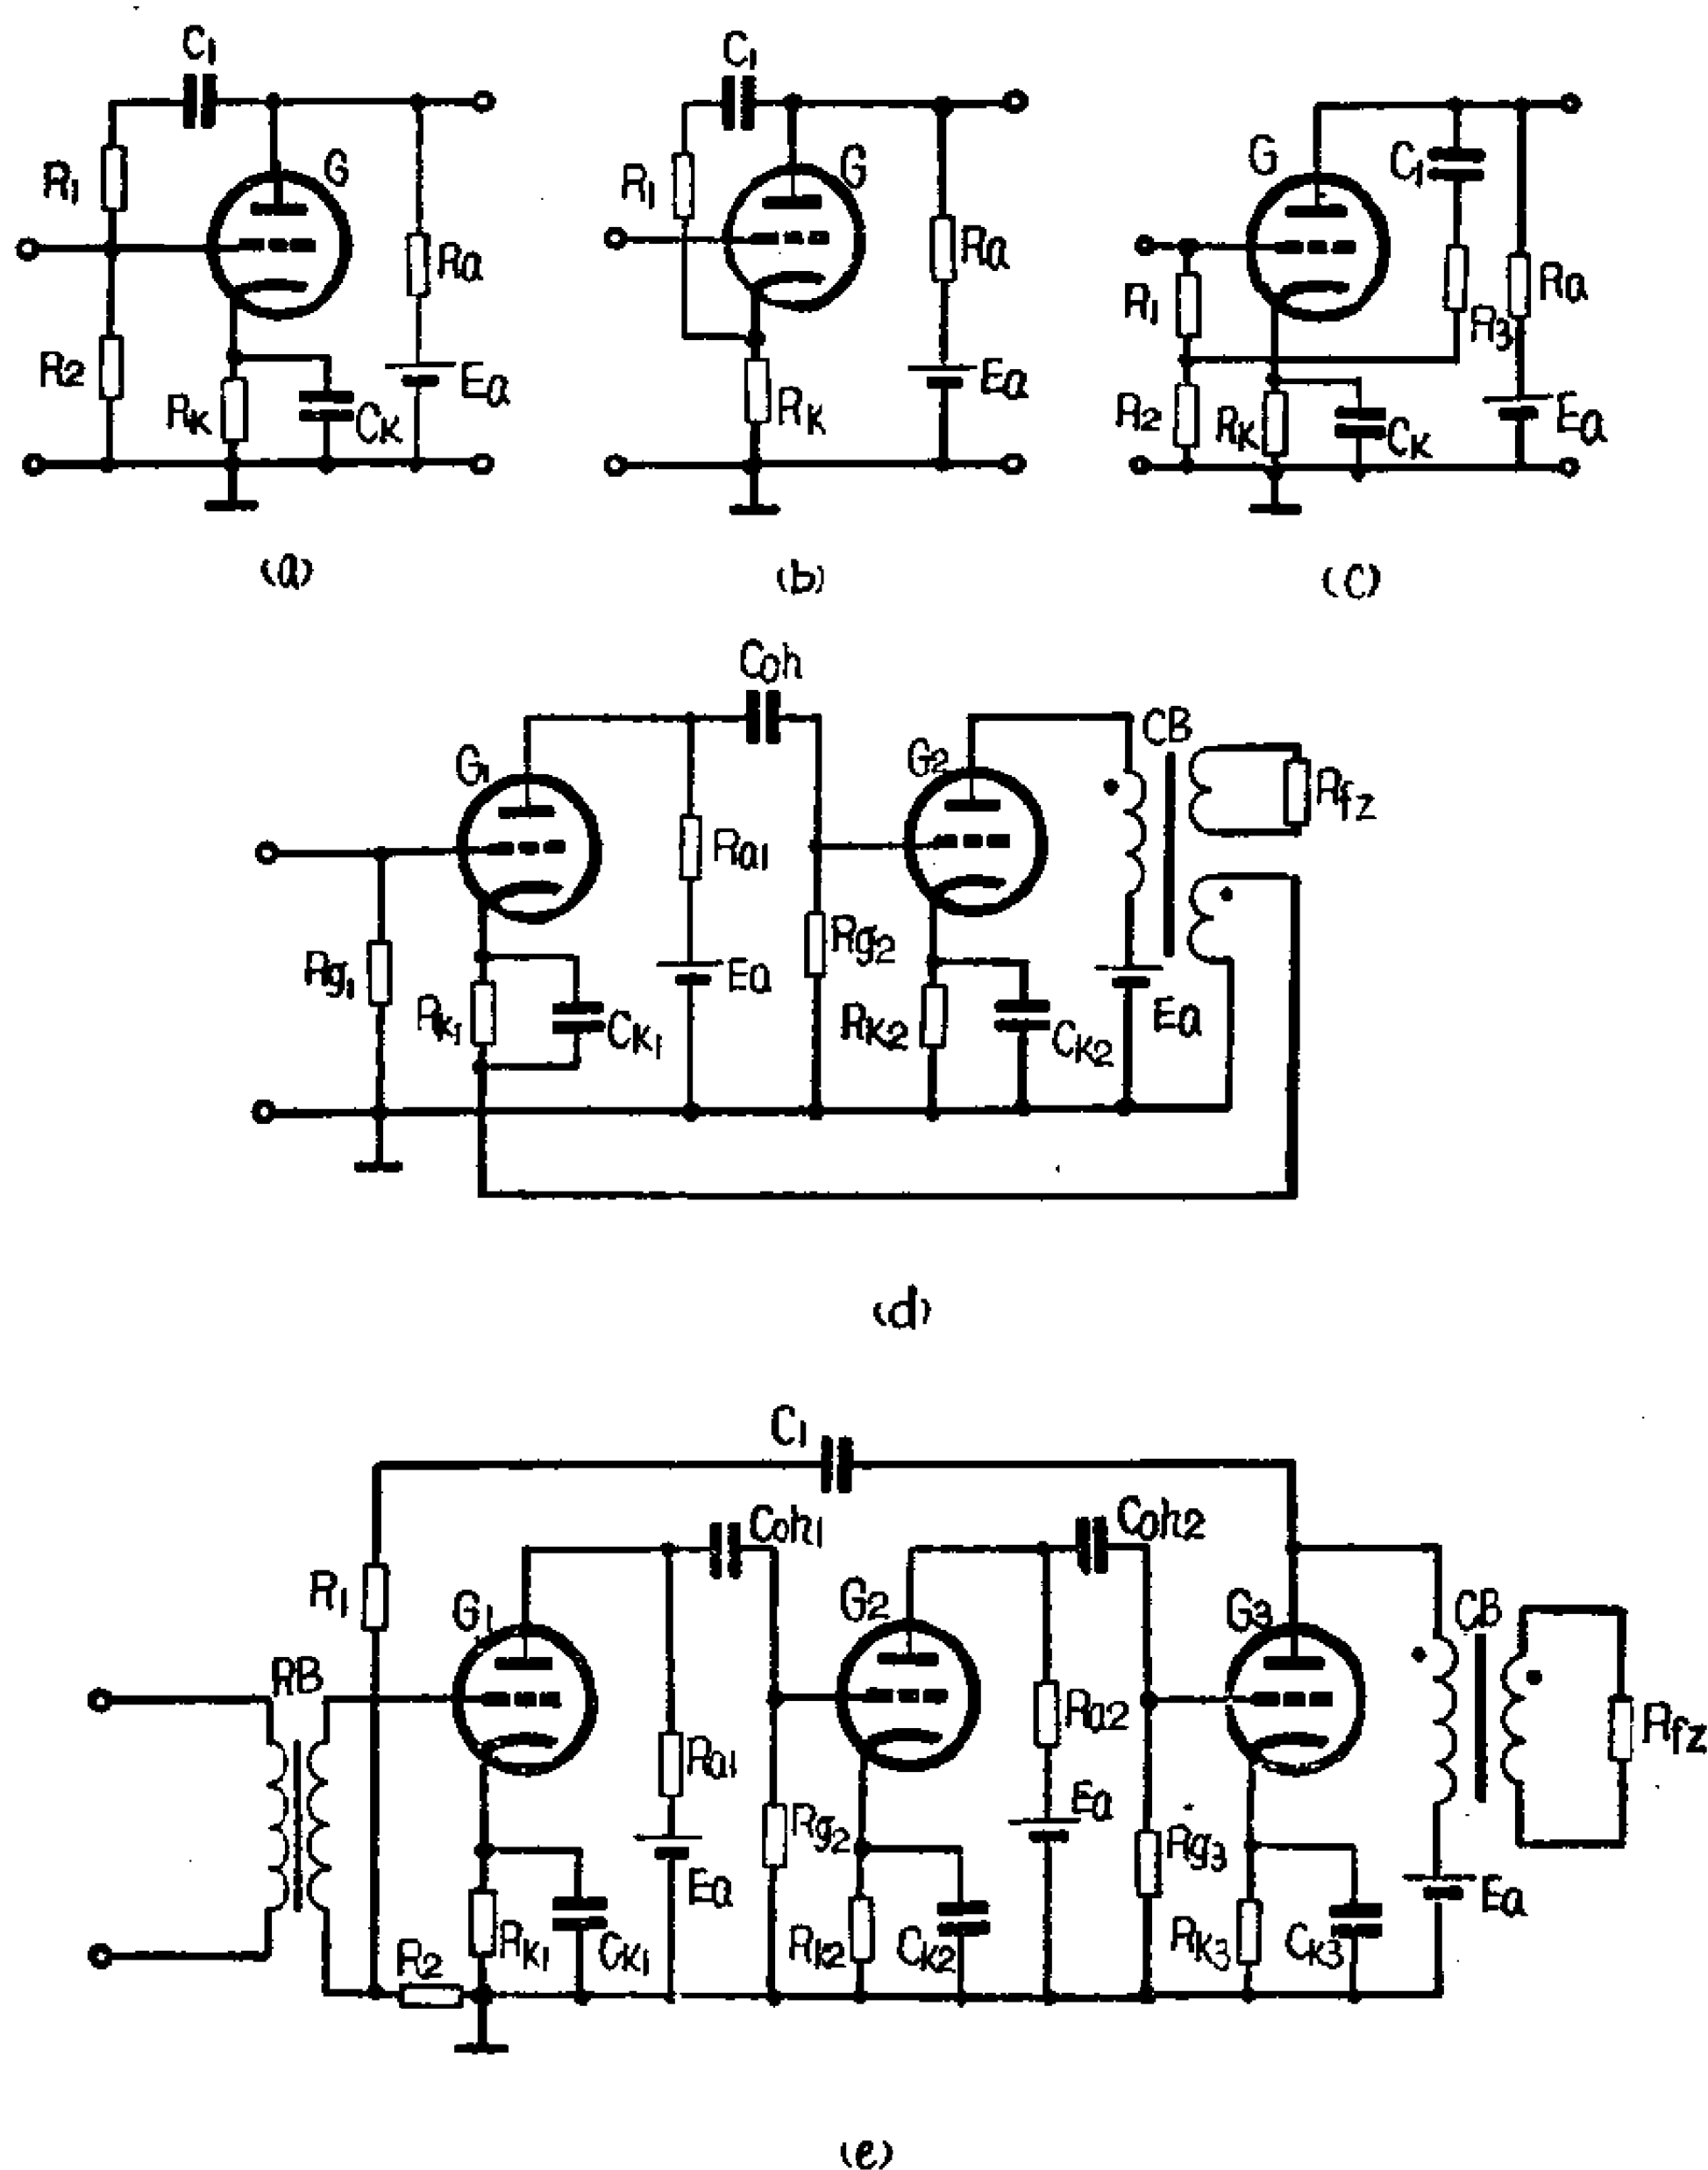 C1
G
R1
R2
Rk
Ck
Ra
Ea
(a)
C1
G
R1
Rk
Ra
Ea
(b)
G
C1
R1
R2
R3
Rk
Ck
Ra
Ea
(c)
Coh
G1
G2
CB
Rfz
Ra1
Rg1
Rg2
Ea
Rk1
Ck1
Rk2
Ck2
Ea
(d)
C1
Coh1
Coh2
R1
G1
G2
G3
CB
RB
Ra1
Ra2
Rfz
Ea
Rg2
Rg3
Ea
Ea
R2
Rk1
Ck1
Rk2
Ck2
Rk3
Ck3
(e)